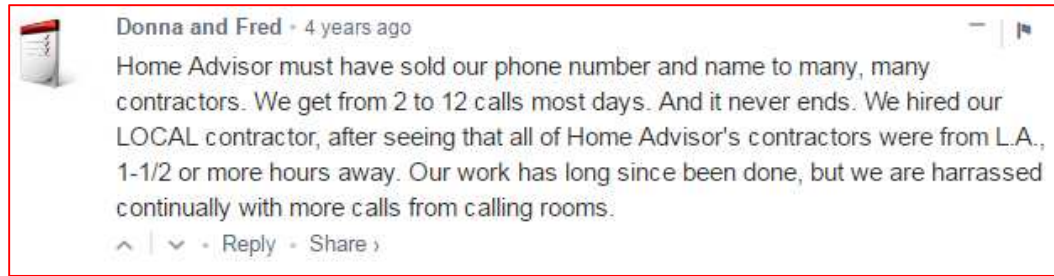 Donna and Fred • 4 years ago
Home Advisor must have sold our phone number and name to many, many
contractors. We get from 2 to 12 calls most days. And it never ends. We hired our
LOCAL contractor, after seeing that all of Home Advisor's contractors were from L.A.,
1-1/2 or more hours away. Our work has long since been done, but we are harrassed
continually with more calls from calling rooms.
• Reply • Share ›